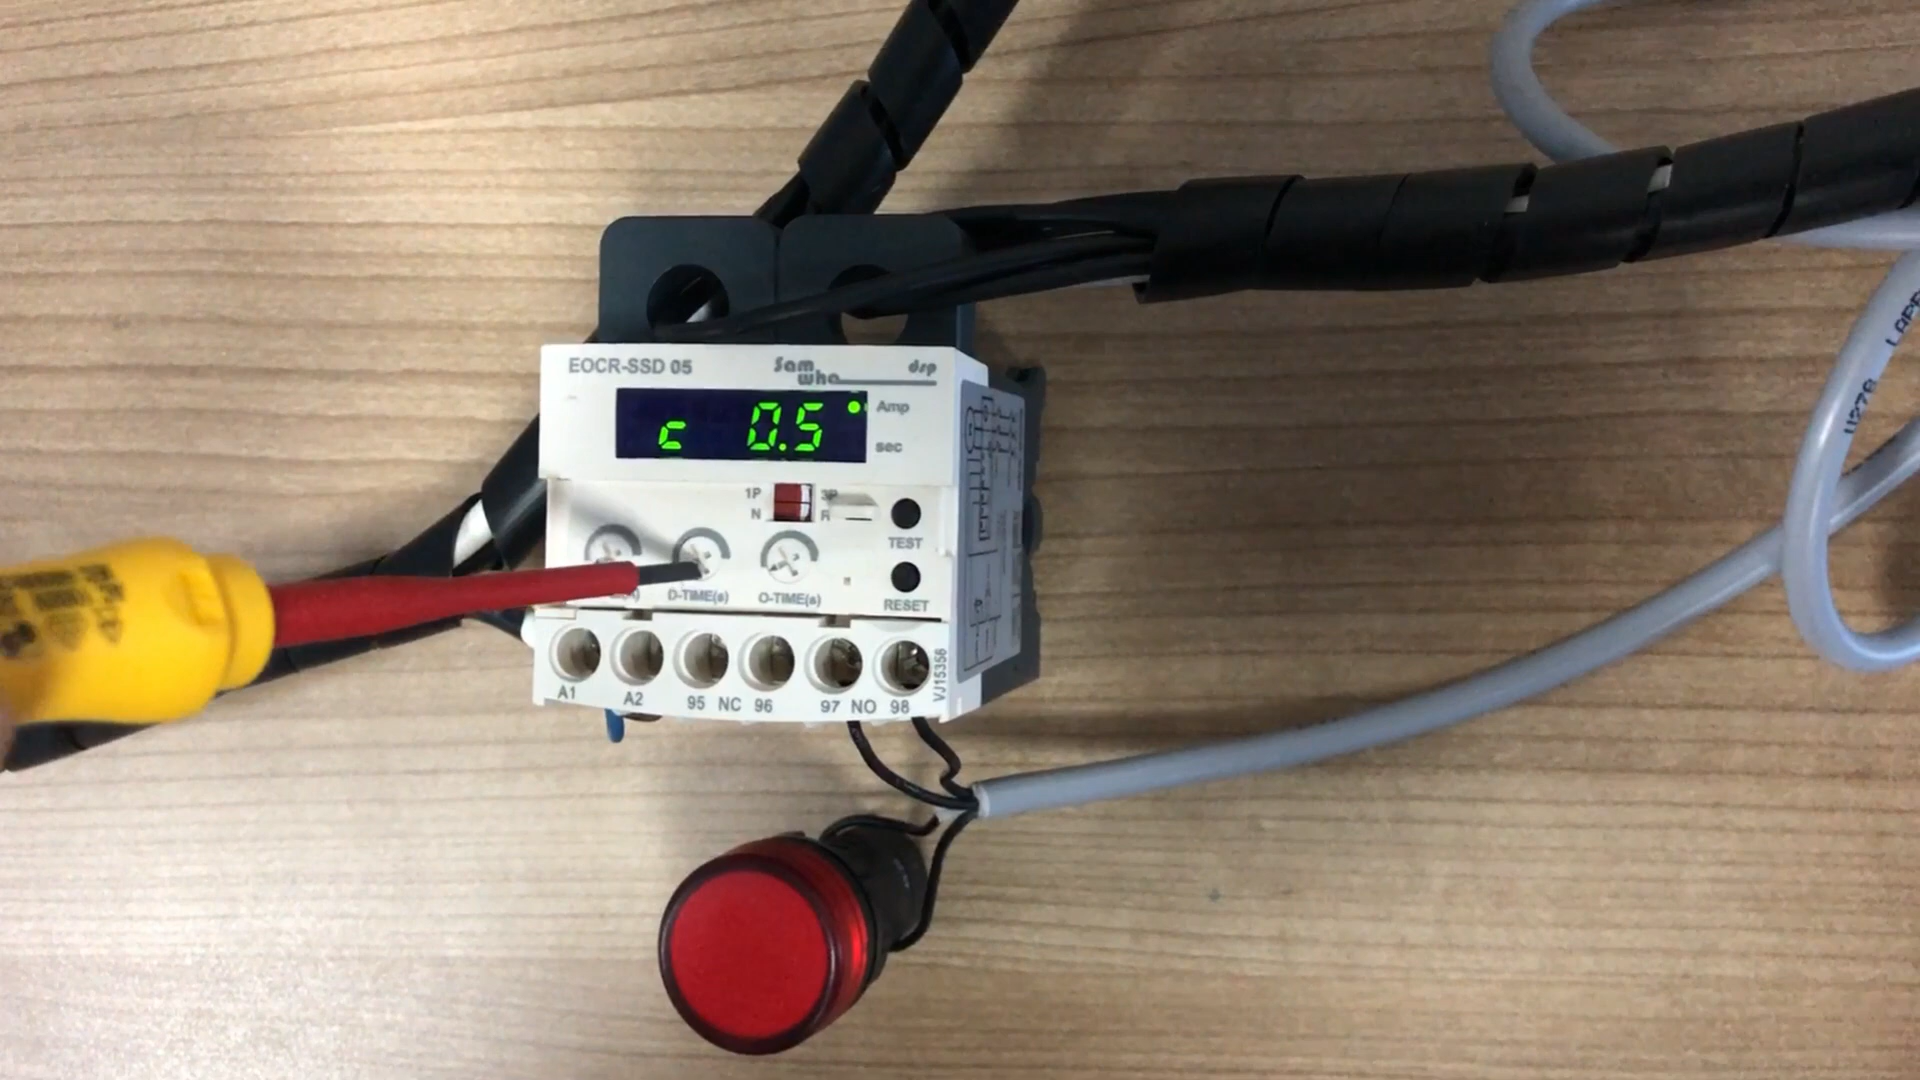 EOCR-SSD 05
Sam
wha
dsp
c 0.5
Amp
sec
1P
3P
N
R
TEST
D-TIME(s)
O-TIME(s)
RESET
A1
A2
95 NC 96
97 NO 98
VJ15356
U270